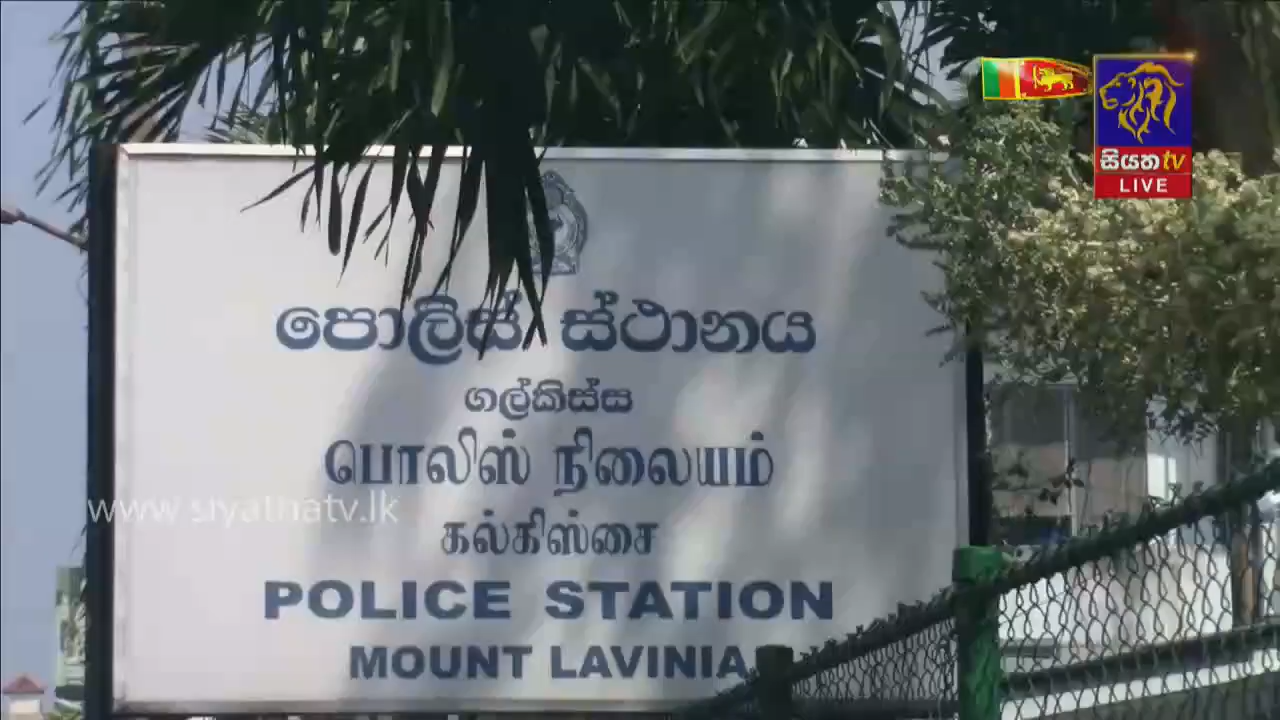 සියත tv
LIVE
පොලිස් ස්ථානය
ගල්කිස්ස
பொலிஸ் நிலையம்
கல்கிஸ்சை
www.siyathatv.lk
POLICE STATION
MOUNT LAVINIA